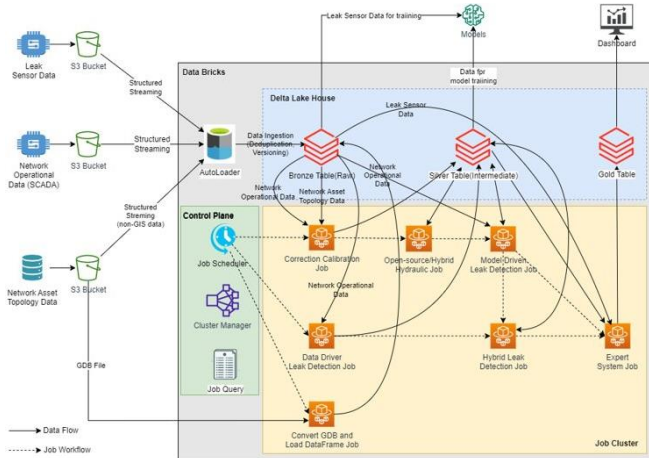 Leak Sensor Data for training
Models
Dashboard
Leak
Sensor Data
S3 Bucket
Structured
Streaming
Data Bricks
Data fpr
model traiining
Delta Lake House
Leak Sensor
Data
Network
Operational
Data (SCADA)
S3 Bucket
Structured
Streaming
AutoLoader
Data Ingestion
(Deduplication,
Versioning)
Bronze Table(Raw)
Silver Table(Intermediate)
Gold Table
Network
Operational
Data
Network
Operational Data
Network Asset
Topology Data
Structured
Streming
(non-GIS data)
Control Plane
Job Scheduler
Correction Calibration
Job
Open-source/Hybrid
Hydraulic Job
Model-Driven
Leak Detection Job
Network Asset
Topology Data
S3 Bucket
Cluster Manager
Network Operational
Data
Job Query
Data Driver
Leak Detection Job
Hybrid Leak
Detection Job
Expert
System Job
GDB File
Convert GDB and
Load DataFrame Job
Data Flow
Job Workflow
Job Cluster